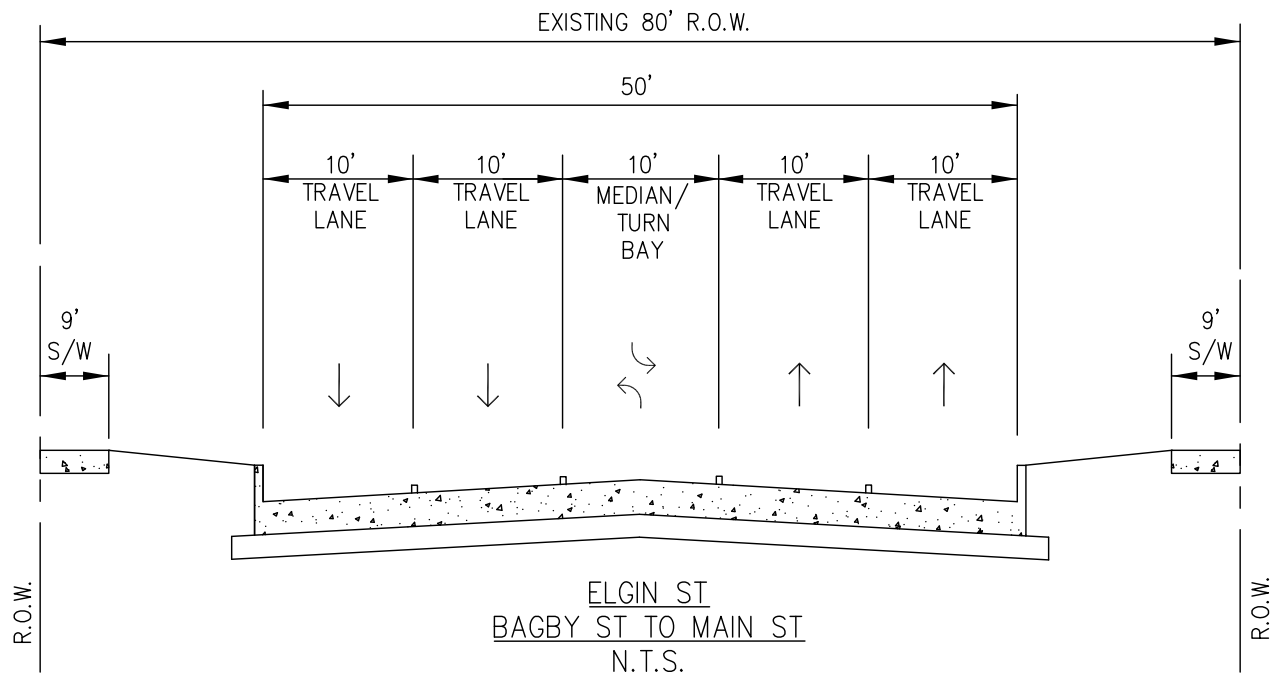 EXISTING 80' R.O.W.
50'
10'
TRAVEL
LANE
10'
TRAVEL
LANE
10'
MEDIAN/
TURN
BAY
10'
TRAVEL
LANE
10'
TRAVEL
LANE
9'
S/W
9'
S/W
R.O.W.
R.O.W.
ELGIN ST
BAGBY ST TO MAIN ST
N.T.S.